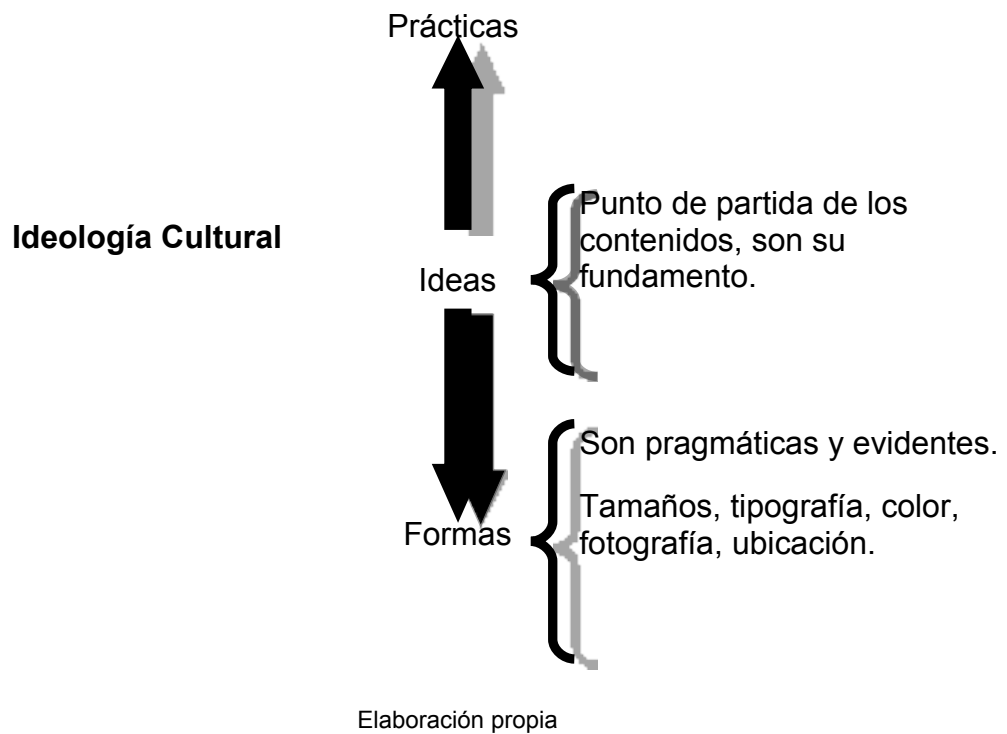 Prácticas
Punto de partida de los
contenidos, son su
fundamento.
Ideología Cultural
Ideas
Son pragmáticas y evidentes.
Tamaños, tipografía, color,
fotografía, ubicación.
Formas
Elaboración propia